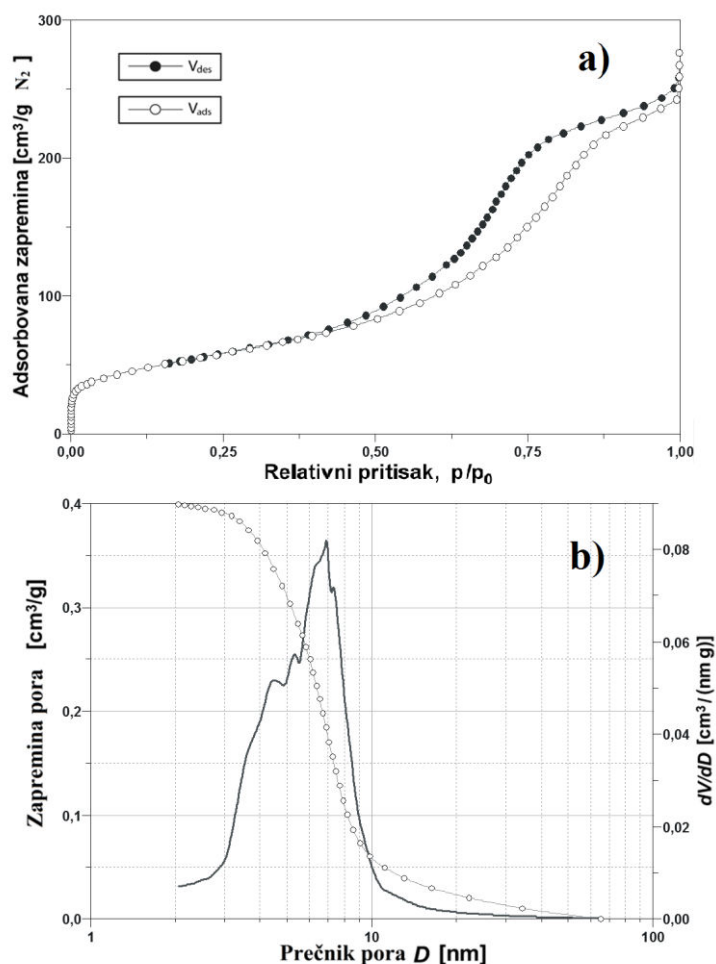 a)
V_des
V_ads
Adsorbovana zapremina [cm³/g N₂]
300
200
100
0
0,00 0,25 0,50 0,75 1,00
Relativni pritisak, p/p₀
b)
Zapremina pora [cm³/g]
0,4
0,3
0,2
0,1
0,0
dV/dD [cm³/(nm g)]
0,08
0,06
0,04
0,02
0,00
1 10 100
Prečnik pora D [nm]